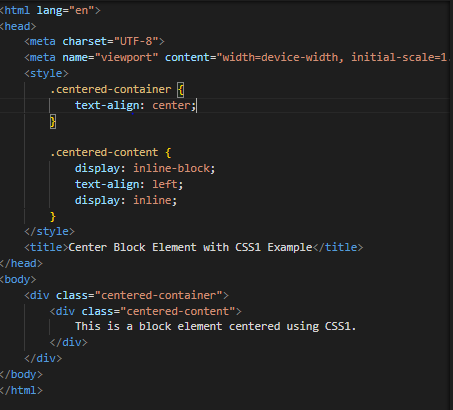 <html lang="en">
<head>
    <meta charset="UTF-8">
    <meta name="viewport" content="width=device-width, initial-scale=1.
    <style>
        .centered-container {
            text-align: center;
        }

        .centered-content {
            display: inline-block;
            text-align: left;
            display: inline;
        }
    </style>
    <title>Center Block Element with CSS1 Example</title>
</head>
<body>
    <div class="centered-container">
        <div class="centered-content">
            This is a block element centered using CSS1.
        </div>
    </div>
</body>
</html>